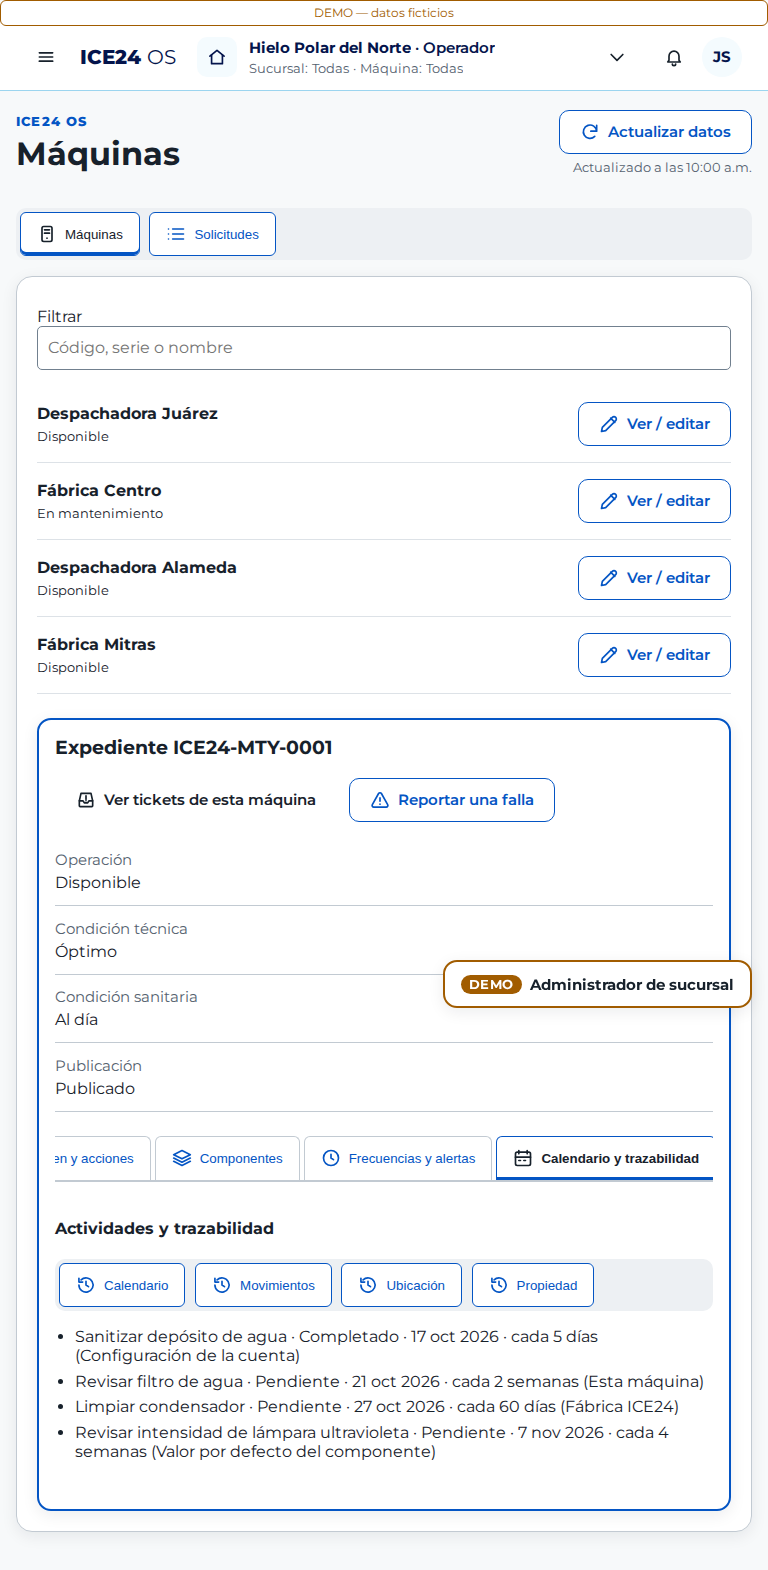 DEMO — datos ficticios
ICE24 OS
Hielo Polar del Norte · Operador
Sucursal: Todas · Máquina: Todas
JS
ICE24 OS
Máquinas
Actualizar datos
Actualizado a las 10:00 a.m.
Máquinas
Solicitudes
Filtrar
Código, serie o nombre
Despachadora Juárez
Disponible
Ver / editar
Fábrica Centro
En mantenimiento
Ver / editar
Despachadora Alameda
Disponible
Ver / editar
Fábrica Mitras
Disponible
Ver / editar
Expediente ICE24-MTY-0001
Ver tickets de esta máquina
Reportar una falla
Operación
Disponible
Condición técnica
Óptimo
Condición sanitaria
Al día
DEMO Administrador de sucursal
Publicación
Publicado
en y acciones
Componentes
Frecuencias y alertas
Calendario y trazabilidad
Actividades y trazabilidad
Calendario
Movimientos
Ubicación
Propiedad
• Sanitizar depósito de agua · Completado · 17 oct 2026 · cada 5 días
(Configuración de la cuenta)
• Revisar filtro de agua · Pendiente · 21 oct 2026 · cada 2 semanas (Esta máquina)
• Limpiar condensador · Pendiente · 27 oct 2026 · cada 60 días (Fábrica ICE24)
• Revisar intensidad de lámpara ultravioleta · Pendiente · 7 nov 2026 · cada 4
semanas (Valor por defecto del componente)